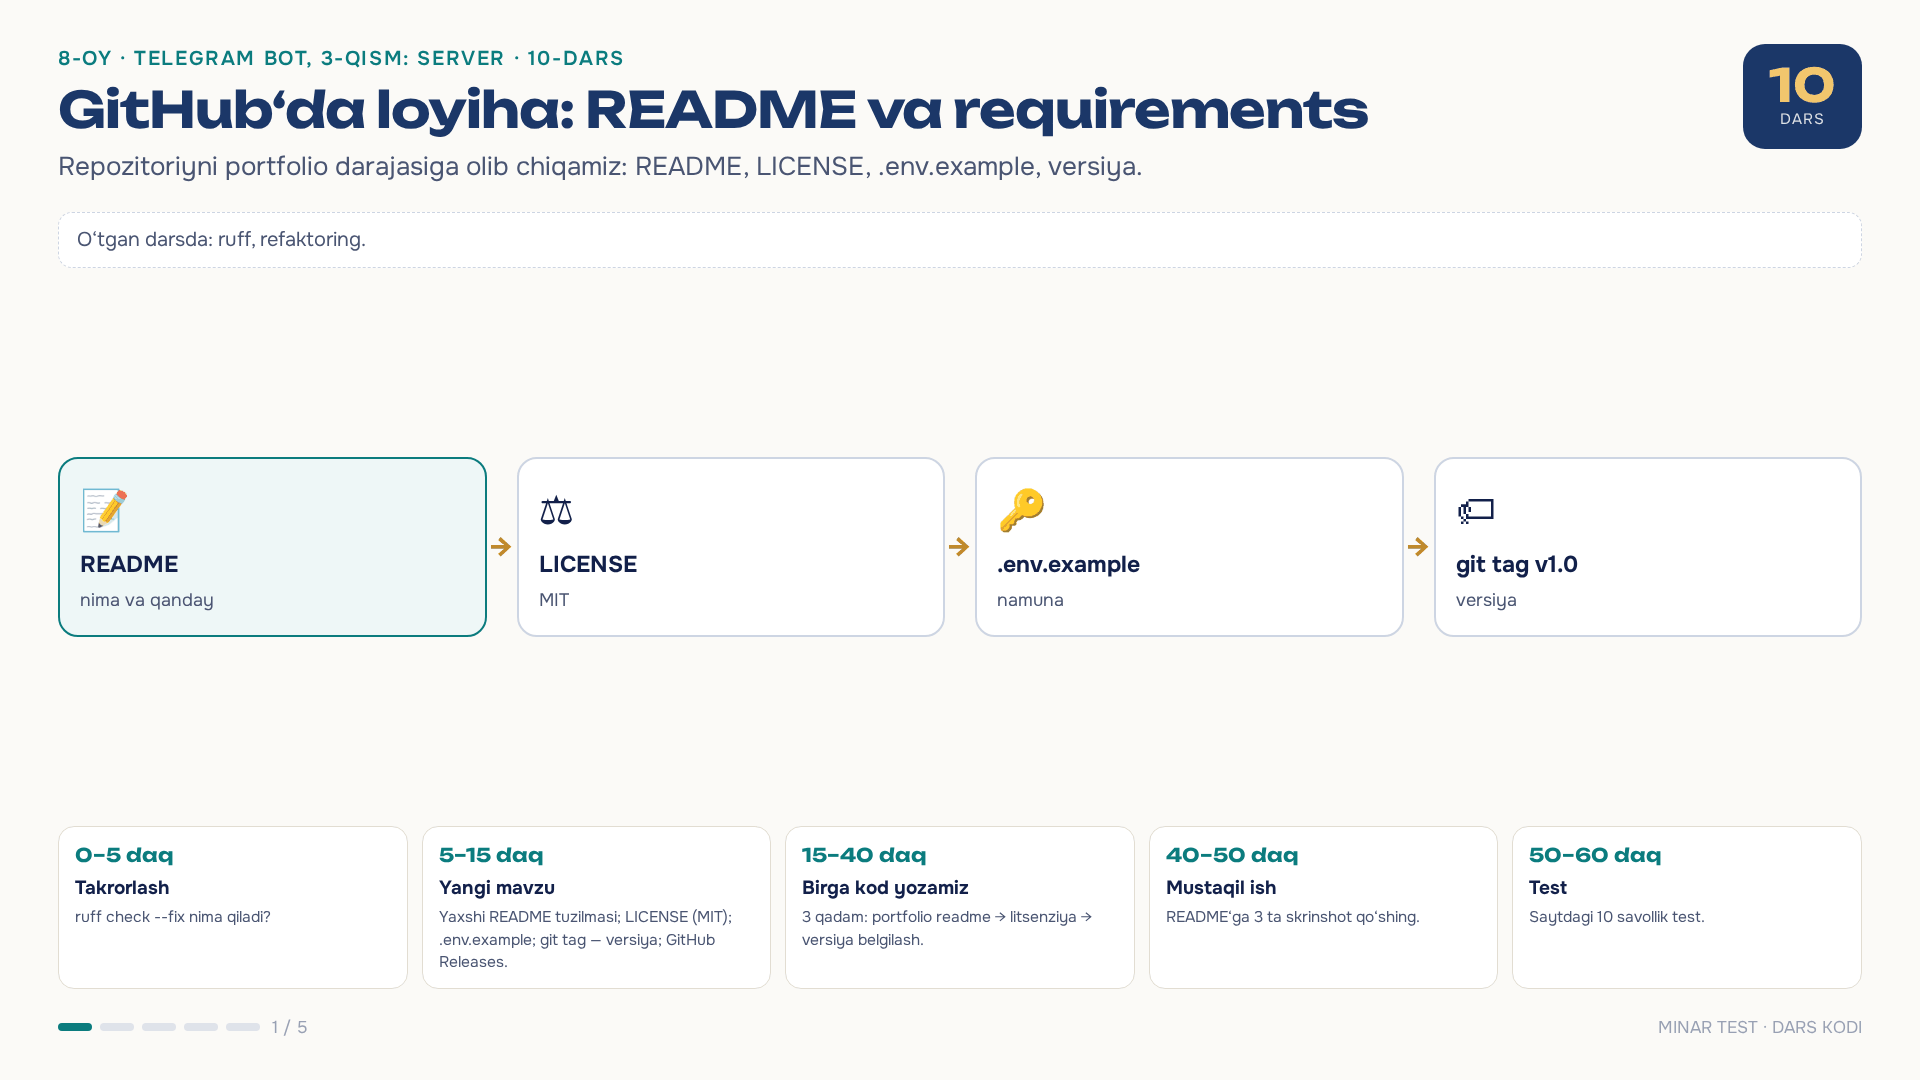 8-OY · TELEGRAM BOT, 3-QISM: SERVER · 10-DARS
GitHub‘da loyiha: README va requirements
Repozitoriyni portfolio darajasiga olib chiqamiz: README, LICENSE, .env.example, versiya.
10
DARS
O‘tgan darsda: ruff, refaktoring.
README
nima va qanday
→
LICENSE
MIT
→
.env.example
namuna
→
git tag v1.0
versiya
0–5 daq
Takrorlash
ruff check --fix nima qiladi?
5–15 daq
Yangi mavzu
Yaxshi README tuzilmasi; LICENSE (MIT);
.env.example; git tag — versiya; GitHub
Releases.
15–40 daq
Birga kod yozamiz
3 qadam: portfolio readme → litsenziya →
versiya belgilash.
40–50 daq
Mustaqil ish
README‘ga 3 ta skrinshot qo‘shing.
50–60 daq
Test
Saytdagi 10 savollik test.
1 / 5
MINAR TEST · DARS KODI